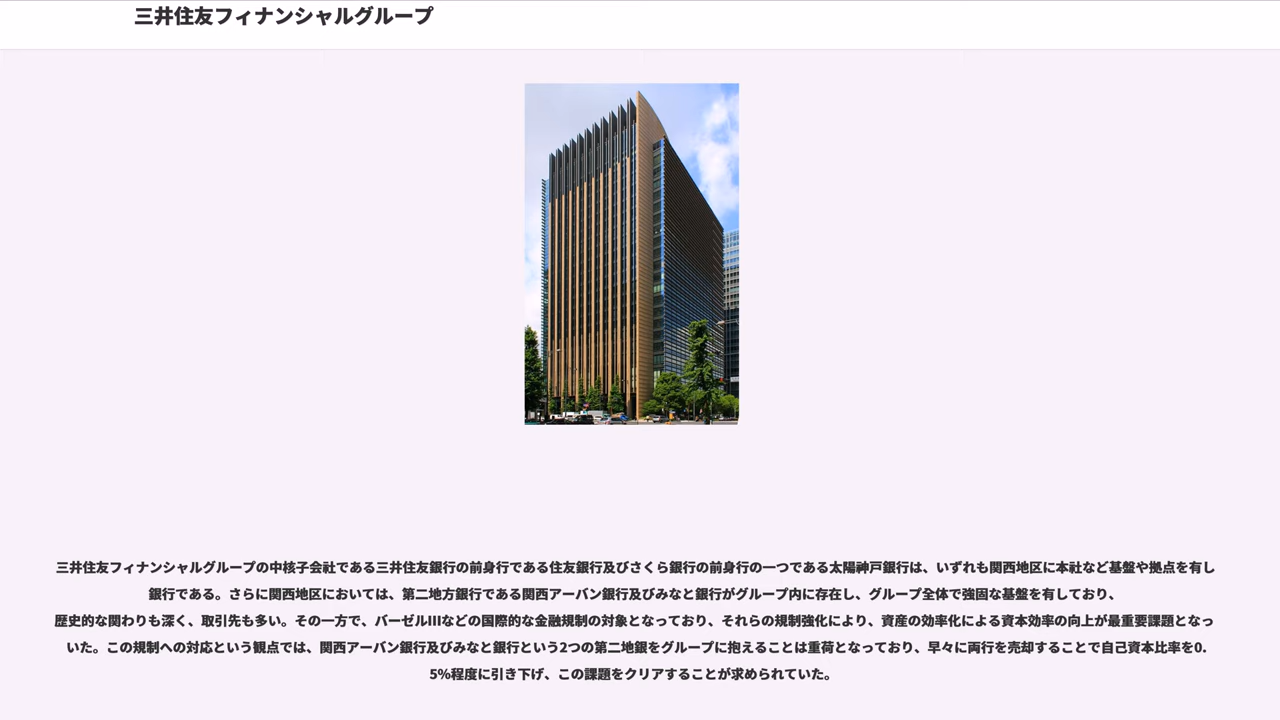 三井住友フィナンシャルグループ
三井住友フィナンシャルグループの中核子会社である三井住友銀行の前身行である住友銀行及びさくら銀行の前身行の一つである太陽神戸銀行は、いずれも関西地区に本社など基盤や拠点を有し
銀行である。さらに関西地区においては、第二地方銀行である関西アーバン銀行及びみなと銀行がグループ内に存在し、グループ全体で強固な基盤を有しており、
歴史的な関わりも深く、取引先も多い。その一方で、バーゼルIIIなどの国際的な金融規制の対象となっており、それらの規制強化により、資産の効率化による資本効率の向上が最重要課題となっ
いた。この規制への対応という観点では、関西アーバン銀行及びみなと銀行という2つの第二地銀をグループに抱えることは重荷となっており、早々に両行を売却することで自己資本比率を0.
5%程度に引き下げ、この課題をクリアすることが求められていた。